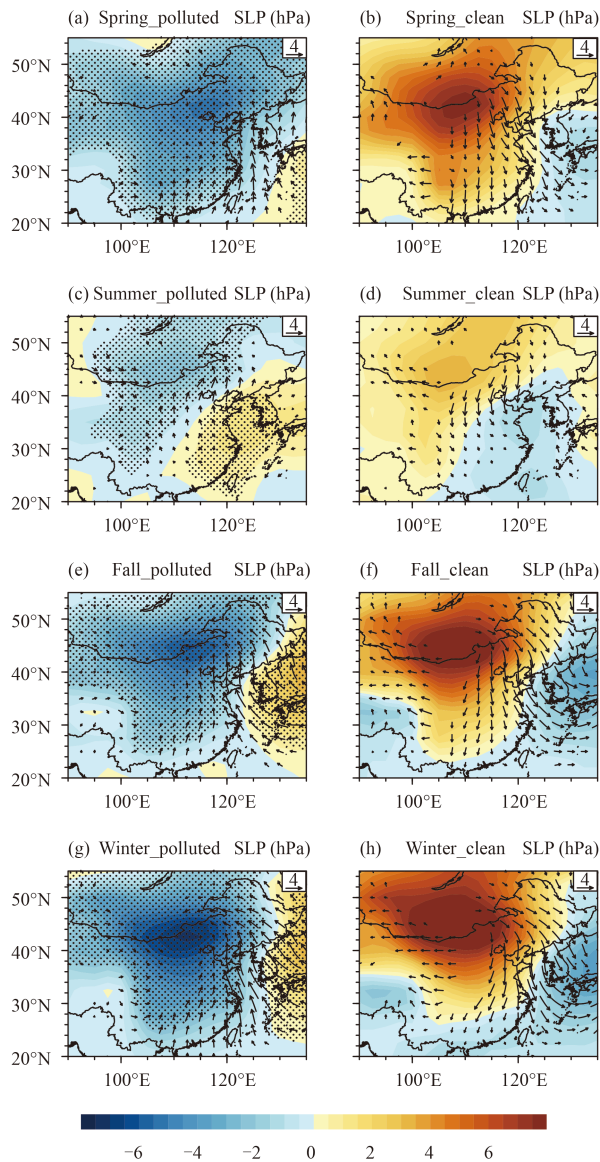 (a) Spring_polluted SLP (hPa) (b) Spring_clean SLP (hPa)
4 4
50°N
40°N
30°N
20°N
100°E 120°E 100°E 120°E
(c) Summer_polluted SLP (hPa) (d) Summer_clean SLP (hPa)
4 4
50°N
40°N
30°N
20°N
100°E 120°E 100°E 120°E
(e) Fall_polluted SLP (hPa) (f) Fall_clean SLP (hPa)
4 4
50°N
40°N
30°N
20°N
100°E 120°E 100°E 120°E
(g) Winter_polluted SLP (hPa) (h) Winter_clean SLP (hPa)
4 4
50°N
40°N
30°N
20°N
100°E 120°E 100°E 120°E
−6 −4 −2 0 2 4 6